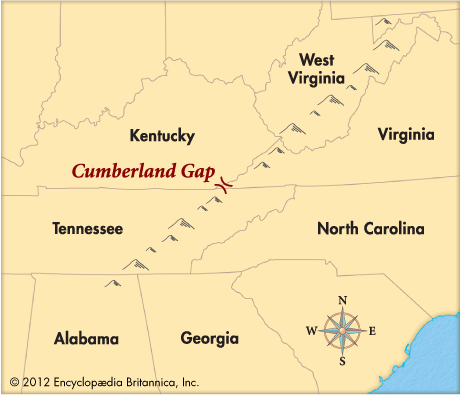 West
Virginia
Kentucky
Virginia
Cumberland Gap
Tennessee
North Carolina
N
W E
S
Alabama
Georgia
© 2012 Encyclopædia Britannica, Inc.